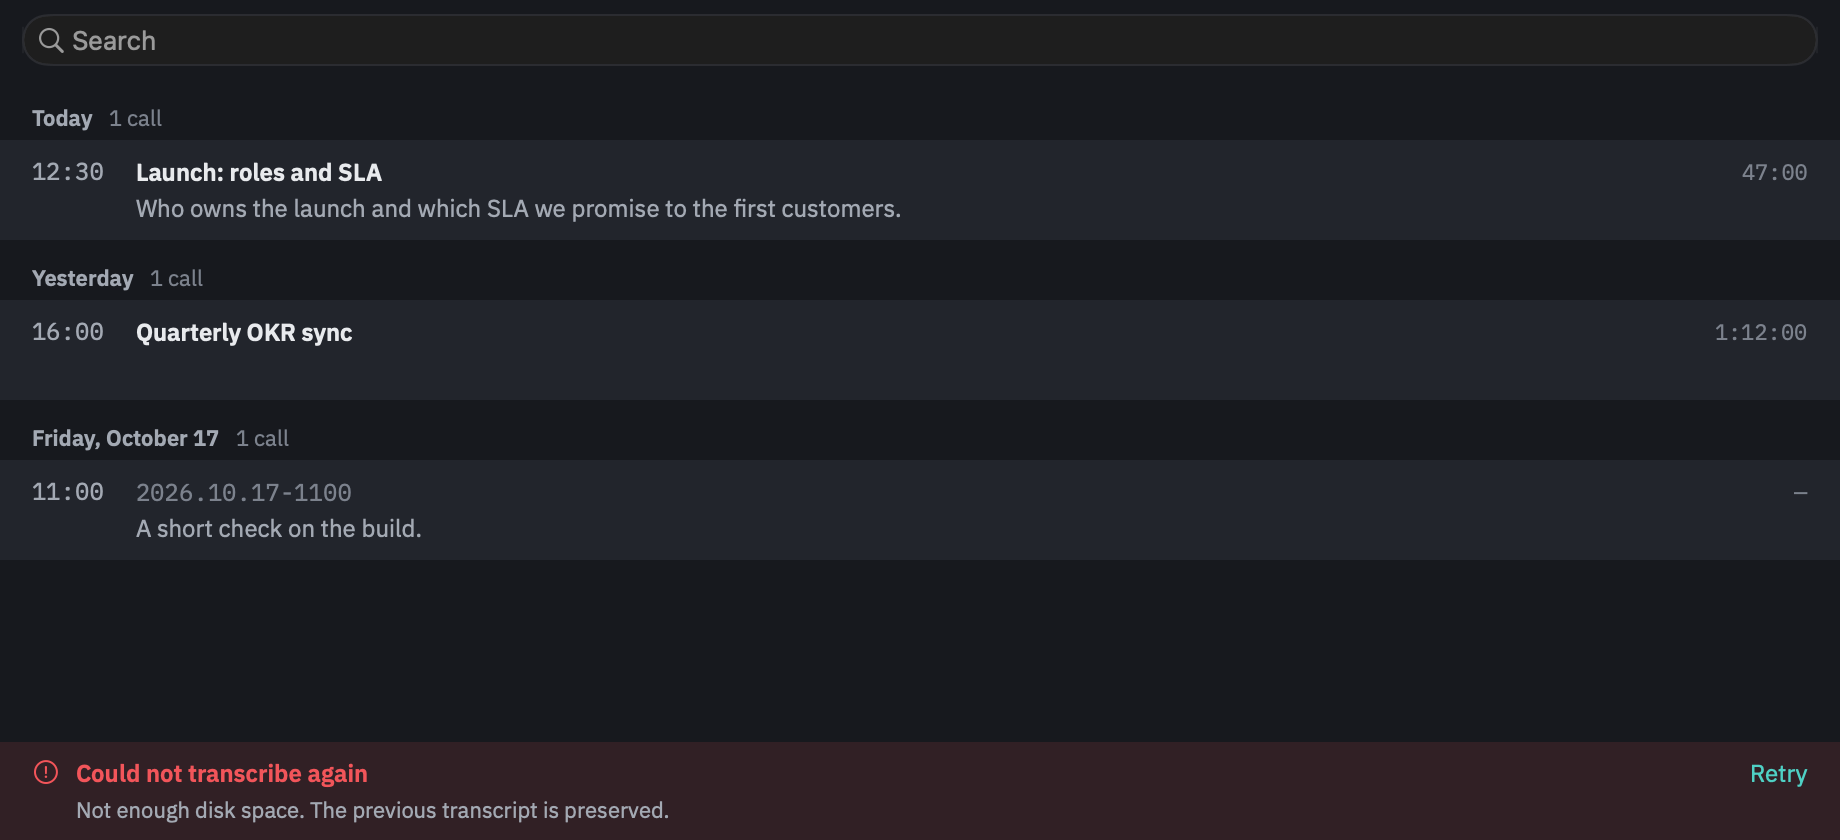 Search
Today 1 call
12:30 Launch: roles and SLA 47:00
Who owns the launch and which SLA we promise to the first customers.
Yesterday 1 call
16:00 Quarterly OKR sync 1:12:00
Friday, October 17 1 call
11:00 2026.10.17-1100 –
A short check on the build.
Could not transcribe again Retry
Not enough disk space. The previous transcript is preserved.